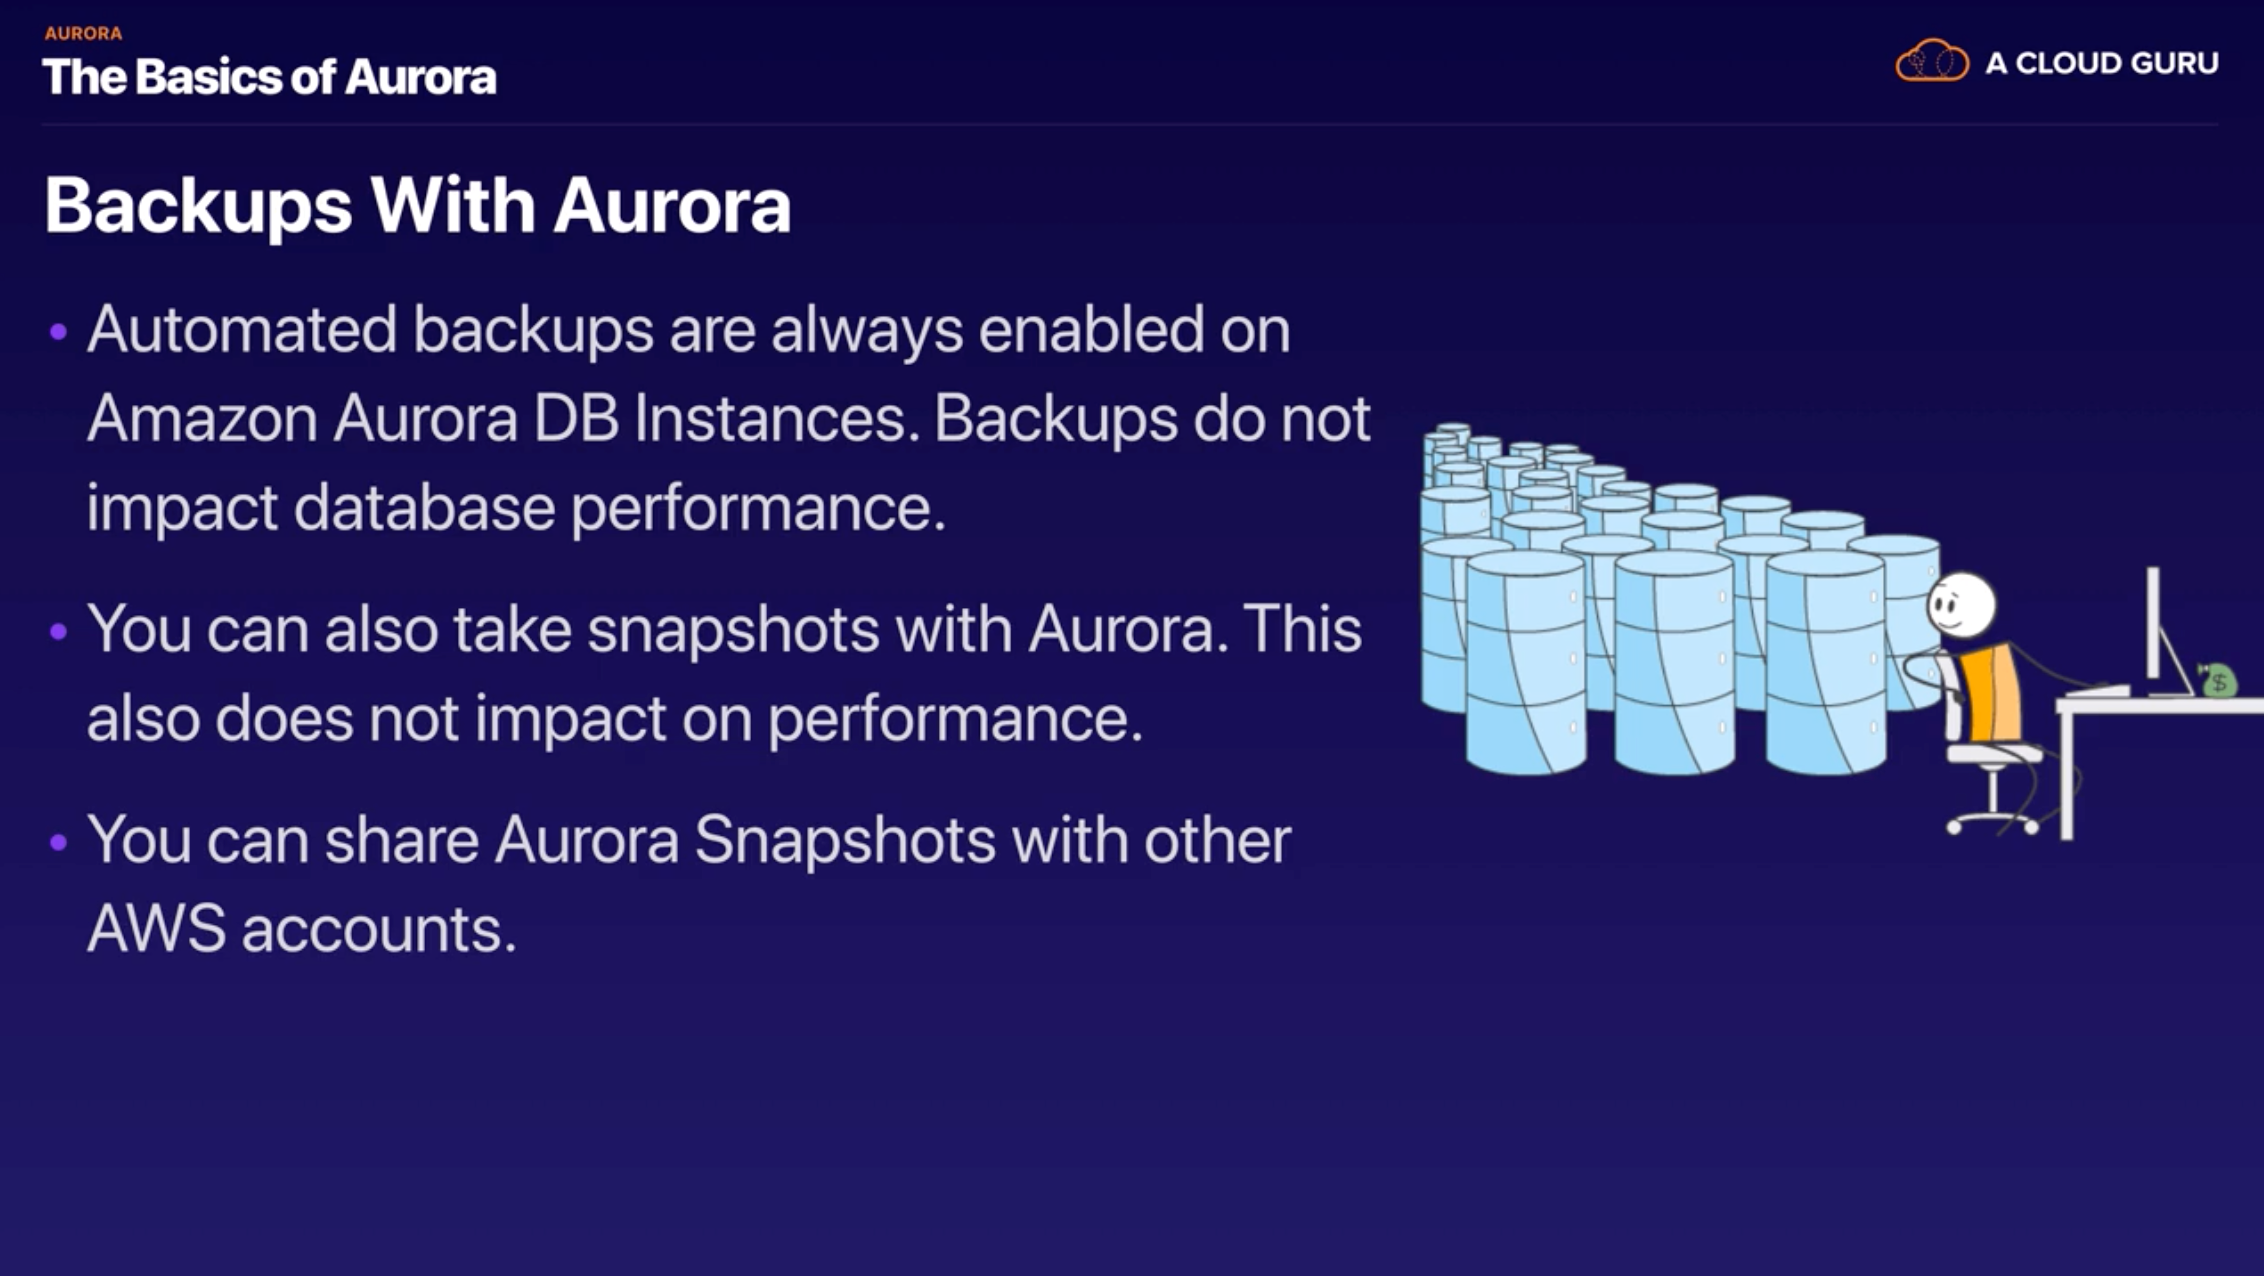 AURORA
The Basics of Aurora
A CLOUD GURU
Backups With Aurora
• Automated backups are always enabled on
Amazon Aurora DB Instances. Backups do not
impact database performance.
• You can also take snapshots with Aurora. This
also does not impact on performance.
• You can share Aurora Snapshots with other
AWS accounts.
$